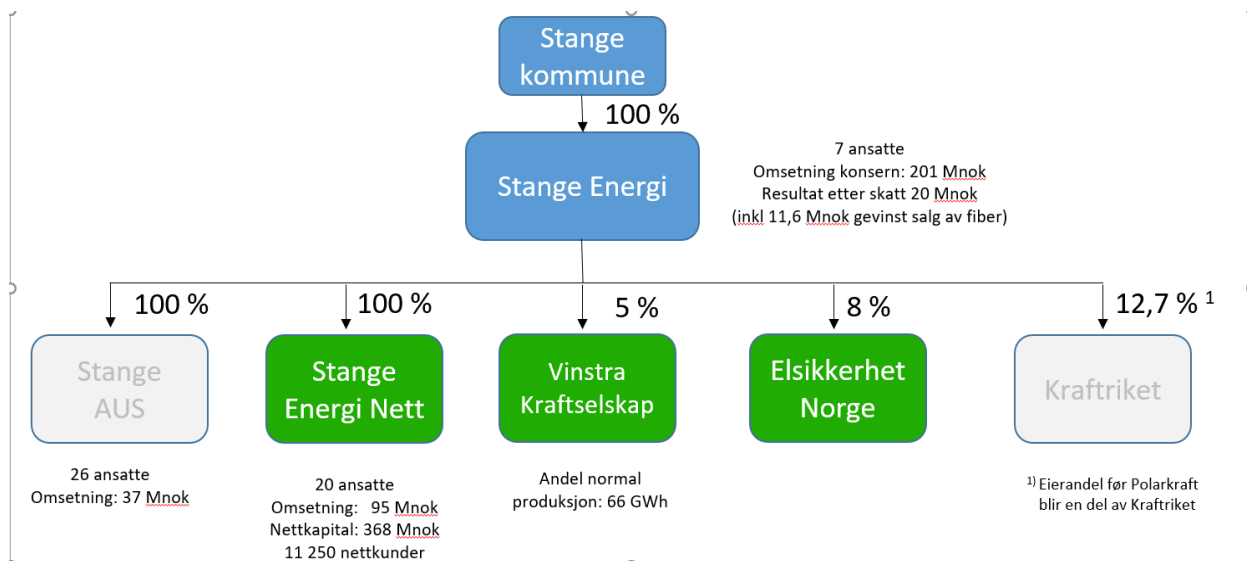 Stange
kommune
100 %
Stange Energi
7 ansatte
Omsetning konsern: 201 Mnok
Resultat etter skatt 20 Mnok
(inkl 11,6 Mnok gevinst salg av fiber)
100 %
100 %
5 %
8 %
12,7 % 1
Stange
AUS
Stange
Energi Nett
Vinstra
Kraftselskap
Elsikkerhet
Norge
Kraftriket
26 ansatte
Omsetning: 37 Mnok
20 ansatte
Omsetning: 95 Mnok
Nettkapital: 368 Mnok
11 250 nettkunder
Andel normal
produksjon: 66 GWh
1) Eierandel før Polarkraft
blir en del av Kraftriket